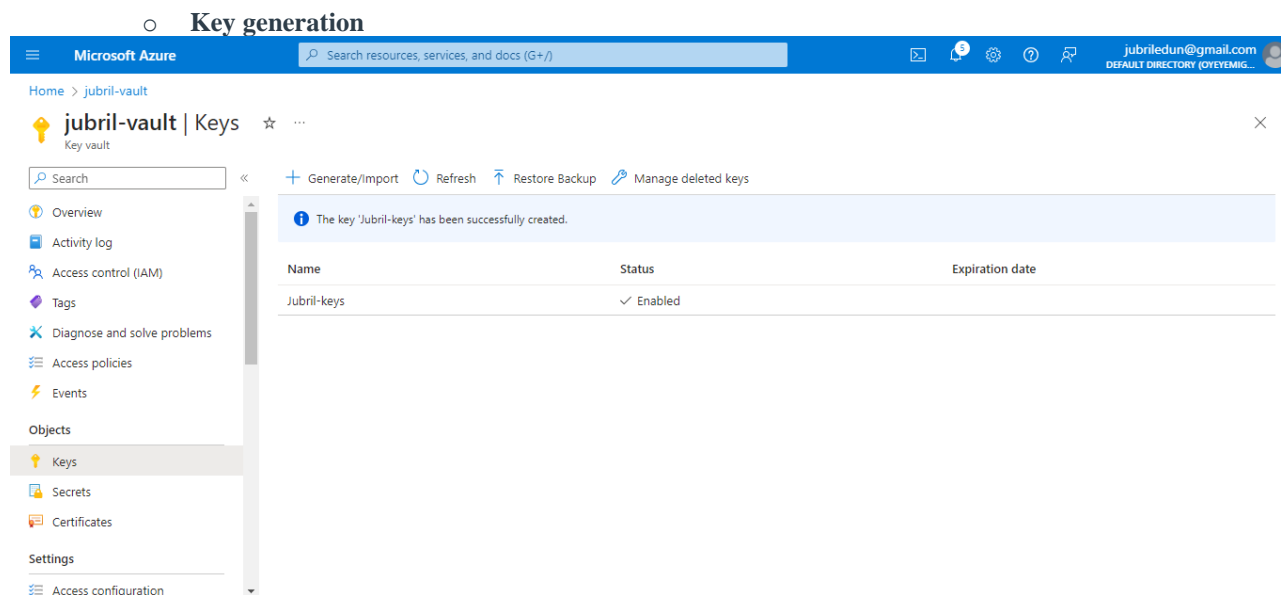 o Key generation
Microsoft Azure
Search resources, services, and docs (G+/)
5
jubriledun@gmail.com
DEFAULT DIRECTORY (OYEYEMIG...
Home > jubril-vault
jubril-vault | Keys ☆ ...
Key vault
Search
«
+ Generate/Import Refresh Restore Backup Manage deleted keys
Overview
The key 'Jubril-keys' has been successfully created.
Activity log
Name Status Expiration date
Access control (IAM)
Jubril-keys ✓ Enabled
Tags
Diagnose and solve problems
Access policies
Events
Objects
Keys
Secrets
Certificates
Settings
Access configuration